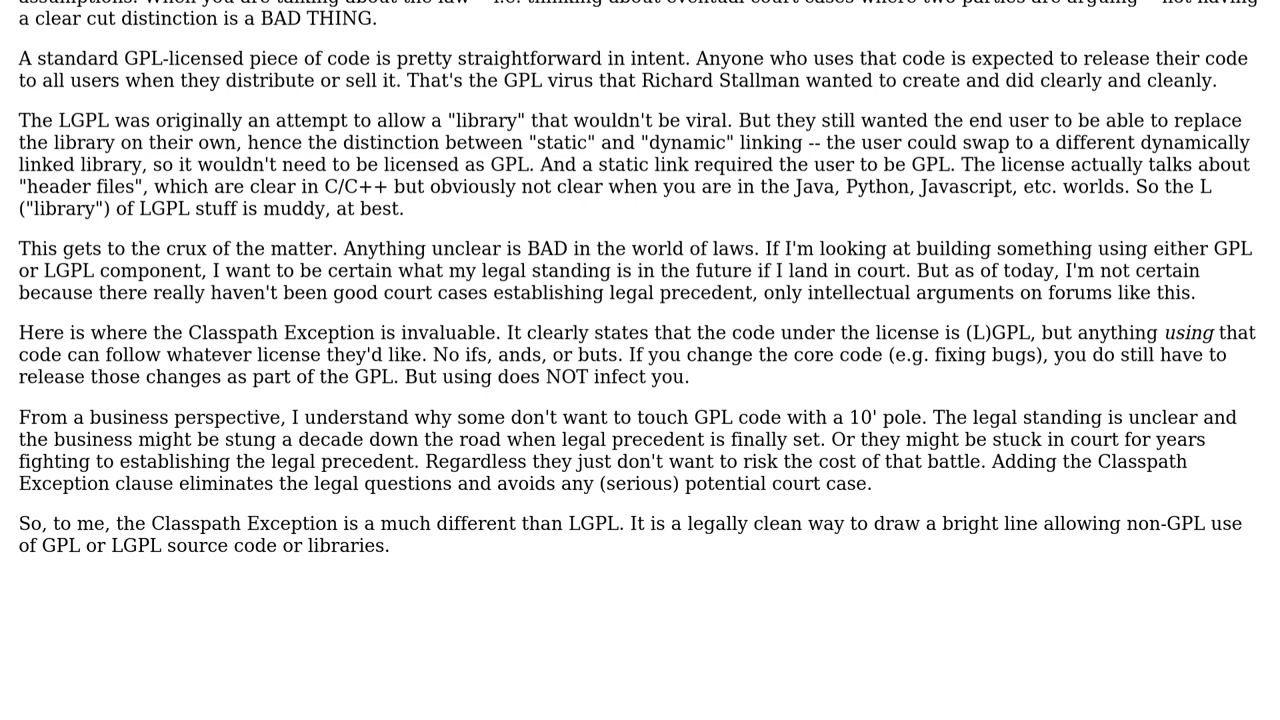 a clear cut distinction is a BAD THING.
A standard GPL-licensed piece of code is pretty straightforward in intent. Anyone who uses that code is expected to release their code
to all users when they distribute or sell it. That's the GPL virus that Richard Stallman wanted to create and did clearly and cleanly.
The LGPL was originally an attempt to allow a "library" that wouldn't be viral. But they still wanted the end user to be able to replace
the library on their own, hence the distinction between "static" and "dynamic" linking -- the user could swap to a different dynamically
linked library, so it wouldn't need to be licensed as GPL. And a static link required the user to be GPL. The license actually talks about
"header files", which are clear in C/C++ but obviously not clear when you are in the Java, Python, Javascript, etc. worlds. So the L
("library") of LGPL stuff is muddy, at best.
This gets to the crux of the matter. Anything unclear is BAD in the world of laws. If I'm looking at building something using either GPL
or LGPL component, I want to be certain what my legal standing is in the future if I land in court. But as of today, I'm not certain
because there really haven't been good court cases establishing legal precedent, only intellectual arguments on forums like this.
Here is where the Classpath Exception is invaluable. It clearly states that the code under the license is (L)GPL, but anything using that
code can follow whatever license they'd like. No ifs, ands, or buts. If you change the core code (e.g. fixing bugs), you do still have to
release those changes as part of the GPL. But using does NOT infect you.
From a business perspective, I understand why some don't want to touch GPL code with a 10' pole. The legal standing is unclear and
the business might be stung a decade down the road when legal precedent is finally set. Or they might be stuck in court for years
fighting to establishing the legal precedent. Regardless they just don't want to risk the cost of that battle. Adding the Classpath
Exception clause eliminates the legal questions and avoids any (serious) potential court case.
So, to me, the Classpath Exception is a much different than LGPL. It is a legally clean way to draw a bright line allowing non-GPL use
of GPL or LGPL source code or libraries.